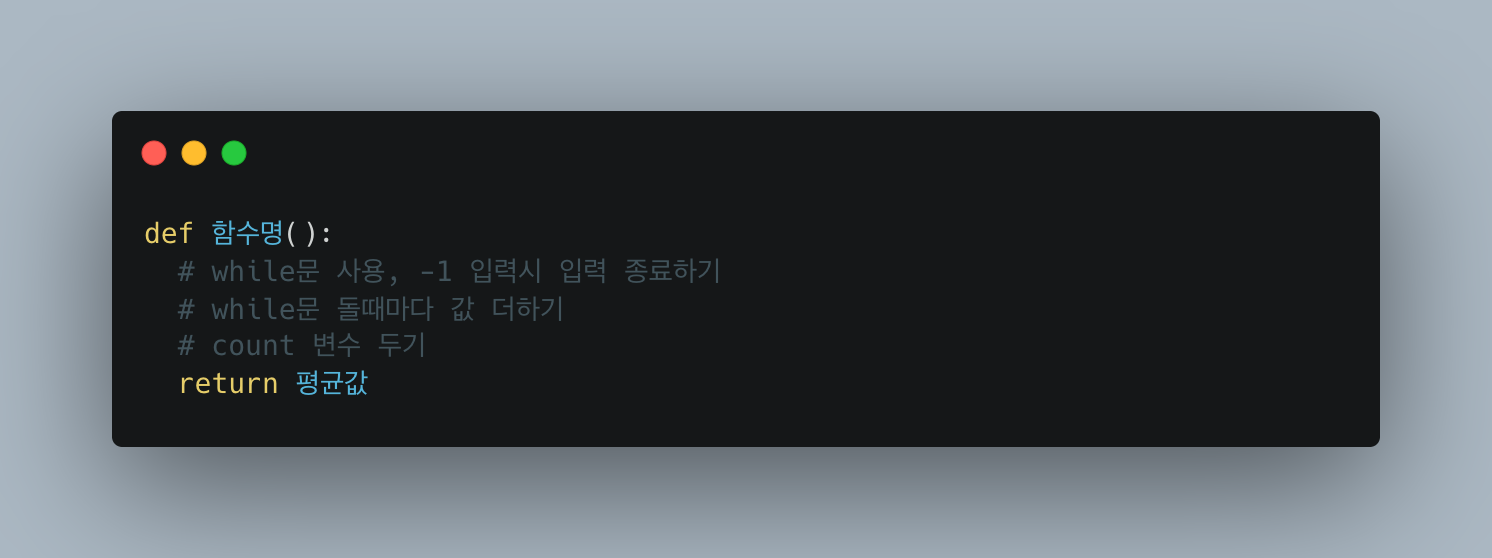 def 함수명():
  # while문 사용, -1 입력시 입력 종료하기
  # while문 돌때마다 값 더하기
  # count 변수 두기
  return 평균값